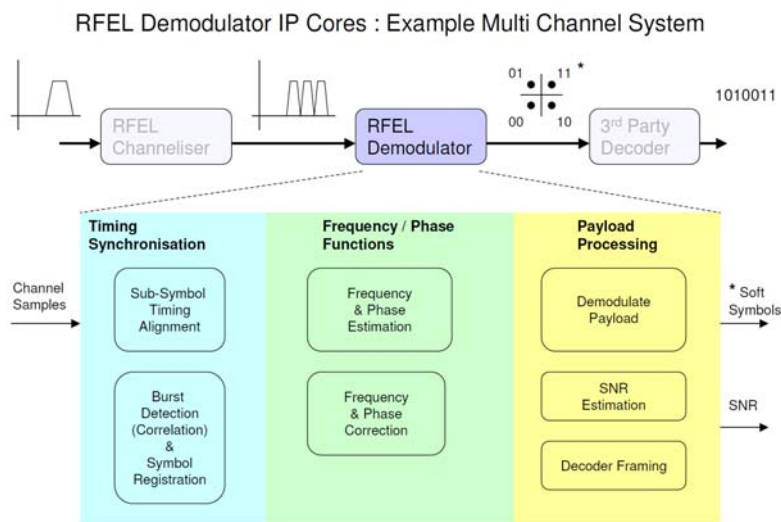 RFEL Demodulator IP Cores : Example Multi Channel System
01 11 *
00 10
1010011
RFEL
Channeliser
RFEL
Demodulator
3rd Party
Decoder
Timing
Synchronisation
Frequency / Phase
Functions
Payload
Processing
Channel
Samples
Sub-Symbol
Timing
Alignment
Frequency
& Phase
Estimation
Demodulate
Payload
* Soft
Symbols
Burst
Detection
(Correlation)
&
Symbol
Registration
Frequency
& Phase
Correction
SNR
Estimation
SNR
Decoder Framing